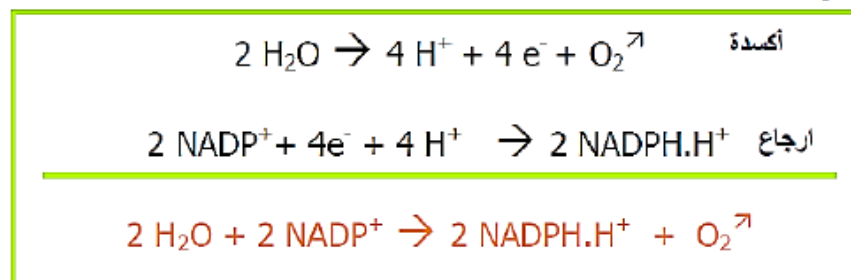 2 H₂O → 4 H⁺ + 4 e⁻ + O₂↗ أكسدة
2 NADP⁺+ 4e⁻ + 4 H⁺ → 2 NADPH.H⁺ ارجاع
2 H₂O + 2 NADP⁺ → 2 NADPH.H⁺ + O₂↗